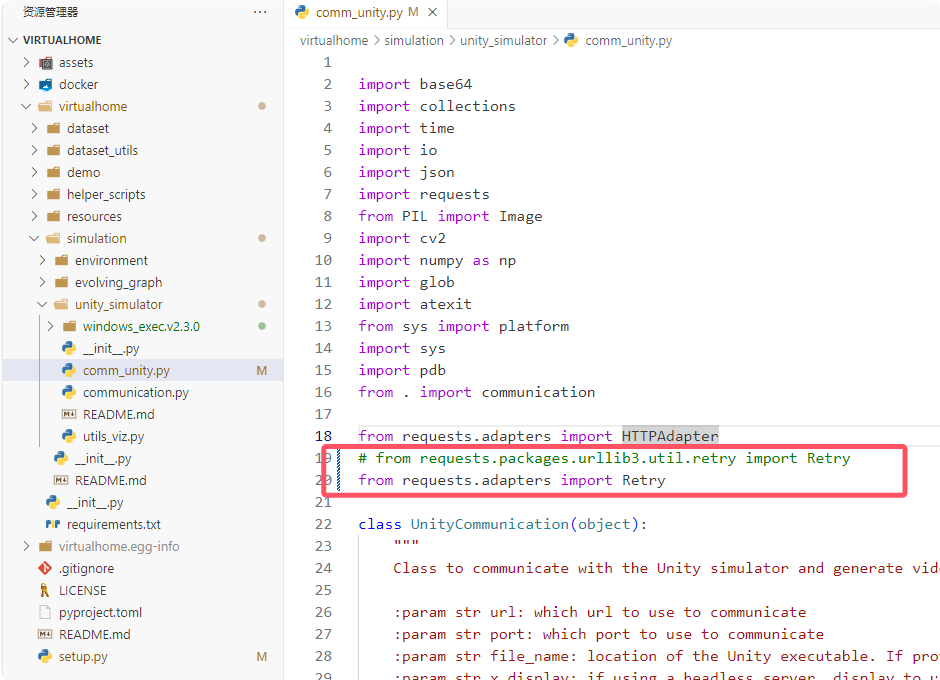 资源管理器 ···
VIRTUALHOME
assets
docker
virtualhome
dataset
dataset_utils
demo
helper_scripts
resources
simulation
environment
evolving_graph
unity_simulator
windows_exec.v2.3.0
__init__.py
comm_unity.py M
communication.py
README.md
utils_viz.py
__init__.py
README.md
__init__.py
requirements.txt
virtualhome.egg-info
.gitignore
LICENSE
pyproject.toml
README.md
setup.py M
comm_unity.py M
virtualhome > simulation > unity_simulator > comm_unity.py
1
2 import base64
3 import collections
4 import time
5 import io
6 import json
7 import requests
8 from PIL import Image
9 import cv2
10 import numpy as np
11 import glob
12 import atexit
13 from sys import platform
14 import sys
15 import pdb
16 from . import communication
17
18 from requests.adapters import HTTPAdapter
19 # from requests.packages.urllib3.util.retry import Retry
20 from requests.adapters import Retry
21
22 class UnityCommunication(object):
23 """
24 Class to communicate with the Unity simulator and generate vid
25
26 :param str url: which url to use to communicate
27 :param str port: which port to use to communicate
28 :param str file_name: location of the Unity executable. If pro
29 :param str x_display: if using a headless server, display to u